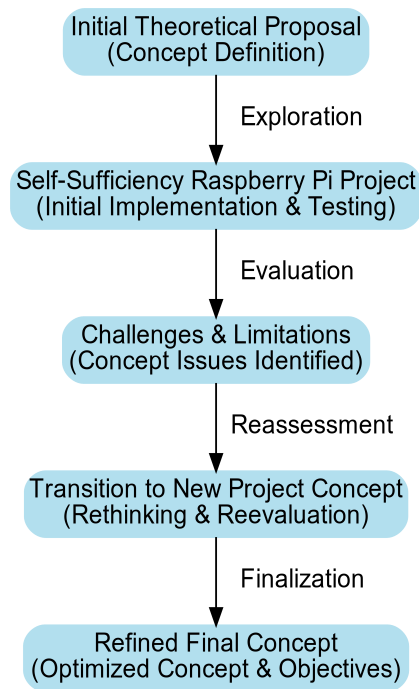 Initial Theoretical Proposal
(Concept Definition)
Exploration
Self-Sufficiency Raspberry Pi Project
(Initial Implementation & Testing)
Evaluation
Challenges & Limitations
(Concept Issues Identified)
Reassessment
Transition to New Project Concept
(Rethinking & Reevaluation)
Finalization
Refined Final Concept
(Optimized Concept & Objectives)